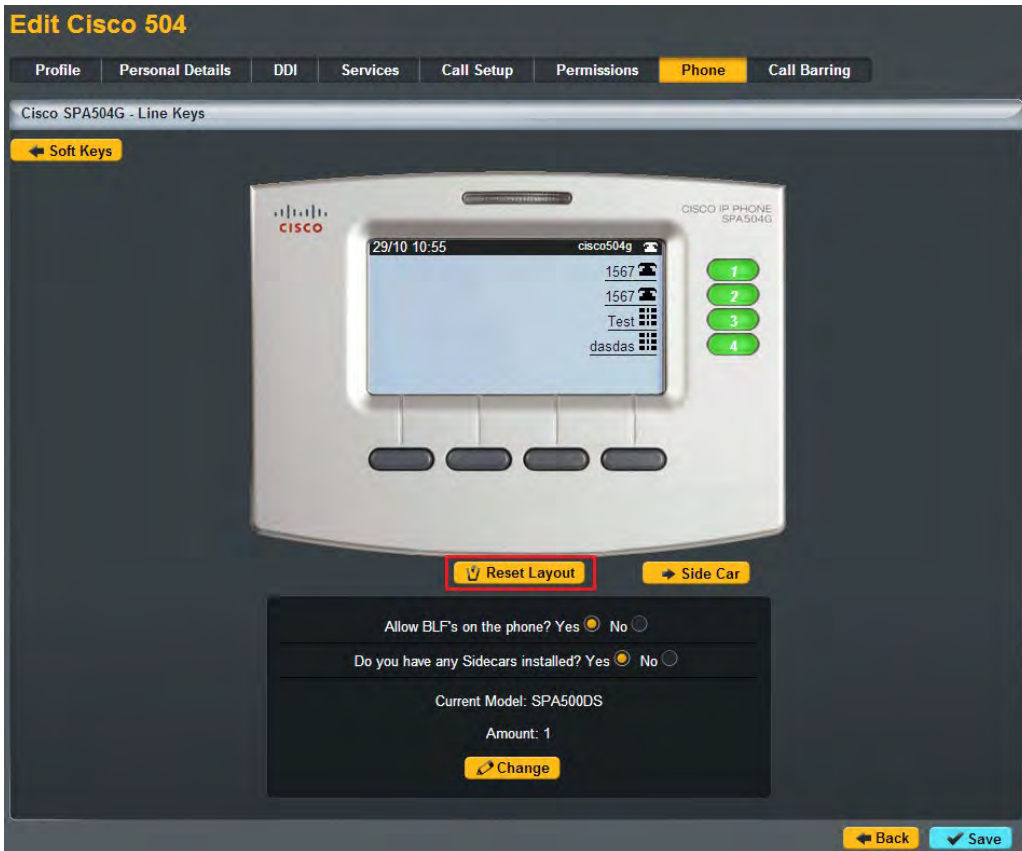 Edit Cisco 504
Profile Personal Details DDI Services Call Setup Permissions Phone Call Barring
Cisco SPA504G - Line Keys
Soft Keys
CISCO
CISCO IP PHONE
SPA504G
29/10 10:55 cisco504g
1567
1
1567
2
Test
3
dasdas
4
Reset Layout
Side Car
Allow BLF's on the phone? Yes No
Do you have any Sidecars installed? Yes No
Current Model: SPA500DS
Amount: 1
Change
Back
Save